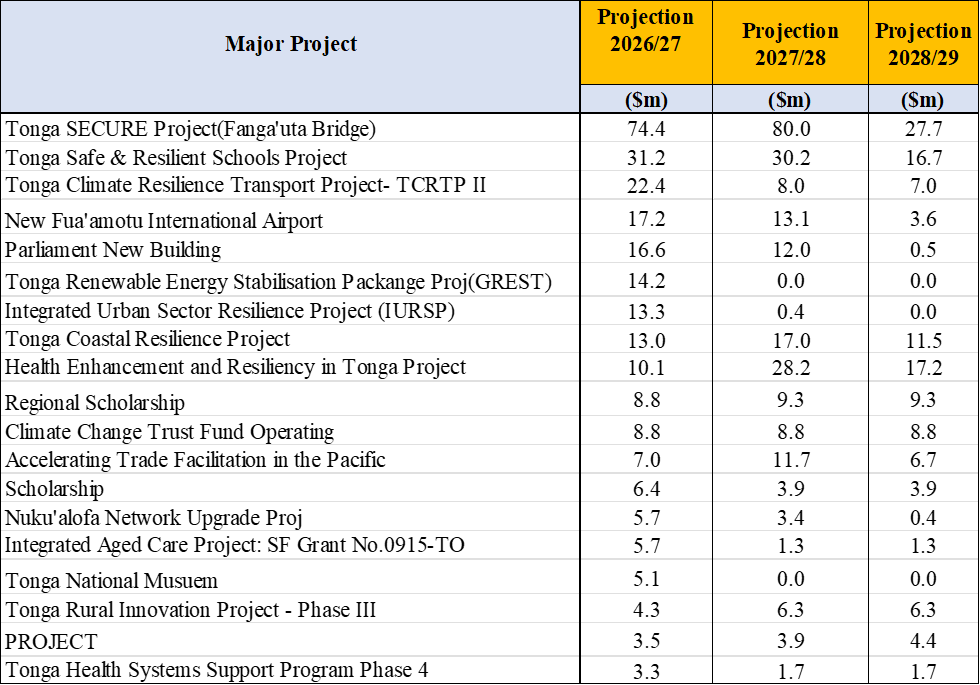 Major Project Projection 2026/27 Projection 2027/28 Projection 2028/29
($m) ($m) ($m)
Tonga SECURE Project(Fanga'uta Bridge) 74.4 80.0 27.7
Tonga Safe & Resilient Schools Project 31.2 30.2 16.7
Tonga Climate Resilience Transport Project- TCRTP II 22.4 8.0 7.0
New Fua'amotu International Airport 17.2 13.1 3.6
Parliament New Building 16.6 12.0 0.5
Tonga Renewable Energy Stabilisation Packange Proj(GREST) 14.2 0.0 0.0
Integrated Urban Sector Resilience Project (IURSP) 13.3 0.4 0.0
Tonga Coastal Resilience Project 13.0 17.0 11.5
Health Enhancement and Resiliency in Tonga Project 10.1 28.2 17.2
Regional Scholarship 8.8 9.3 9.3
Climate Change Trust Fund Operating 8.8 8.8 8.8
Accelerating Trade Facilitation in the Pacific 7.0 11.7 6.7
Scholarship 6.4 3.9 3.9
Nuku'alofa Network Upgrade Proj 5.7 3.4 0.4
Integrated Aged Care Project: SF Grant No.0915-TO 5.7 1.3 1.3
Tonga National Musuem 5.1 0.0 0.0
Tonga Rural Innovation Project - Phase III 4.3 6.3 6.3
PROJECT 3.5 3.9 4.4
Tonga Health Systems Support Program Phase 4 3.3 1.7 1.7